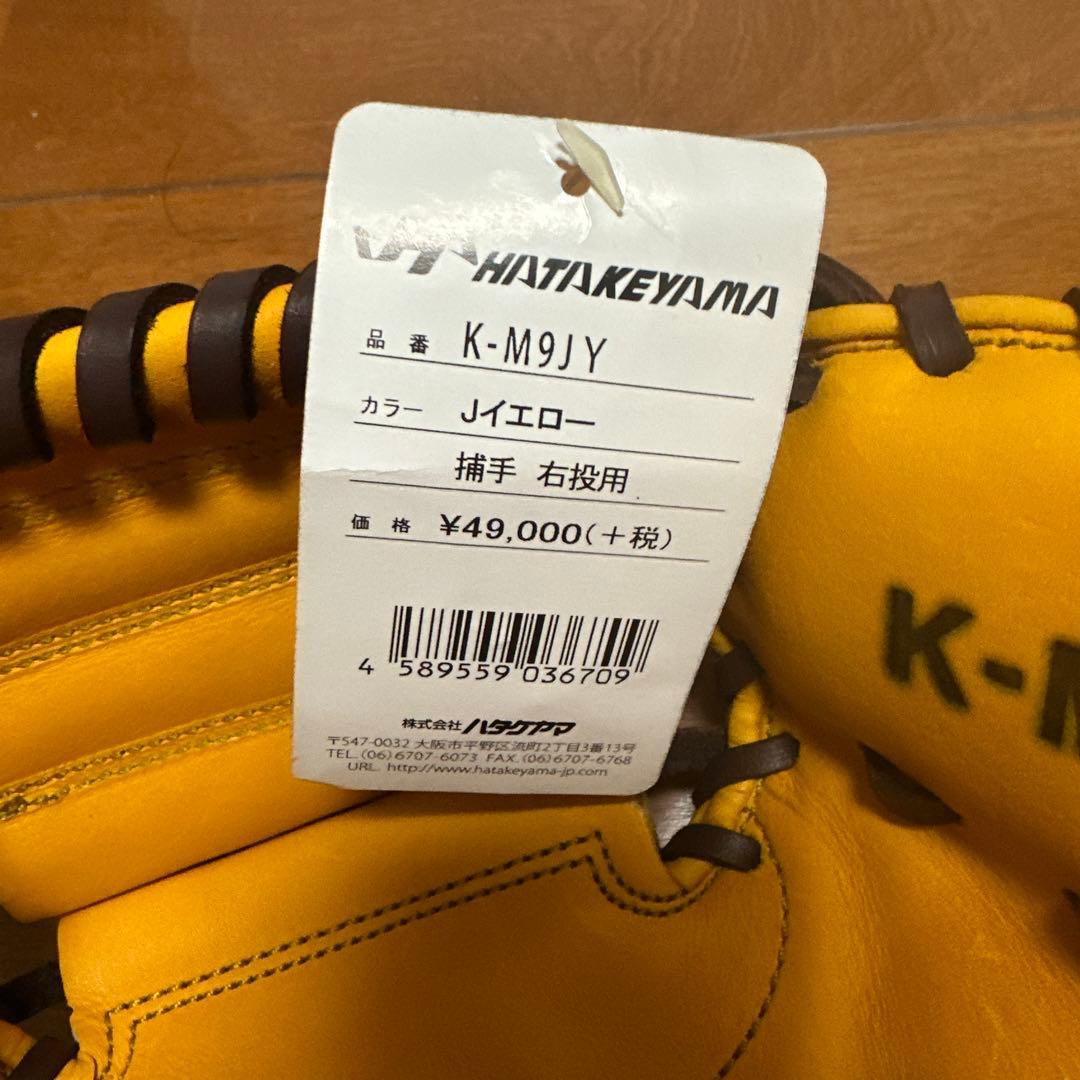 HATAKEYAMA
品番 K-M9JY
カラー Jイエロー
捕手 右投用
価格 ¥49,000(+税)
4 589559 036709
株式会社 ハタケヤマ
〒547-0032 大阪市平野区流町2丁目3番13号
TEL.(06)6707-6073 FAX.(06)6707-6768
URL. http://www.hatakeyama-jp.com
K-M